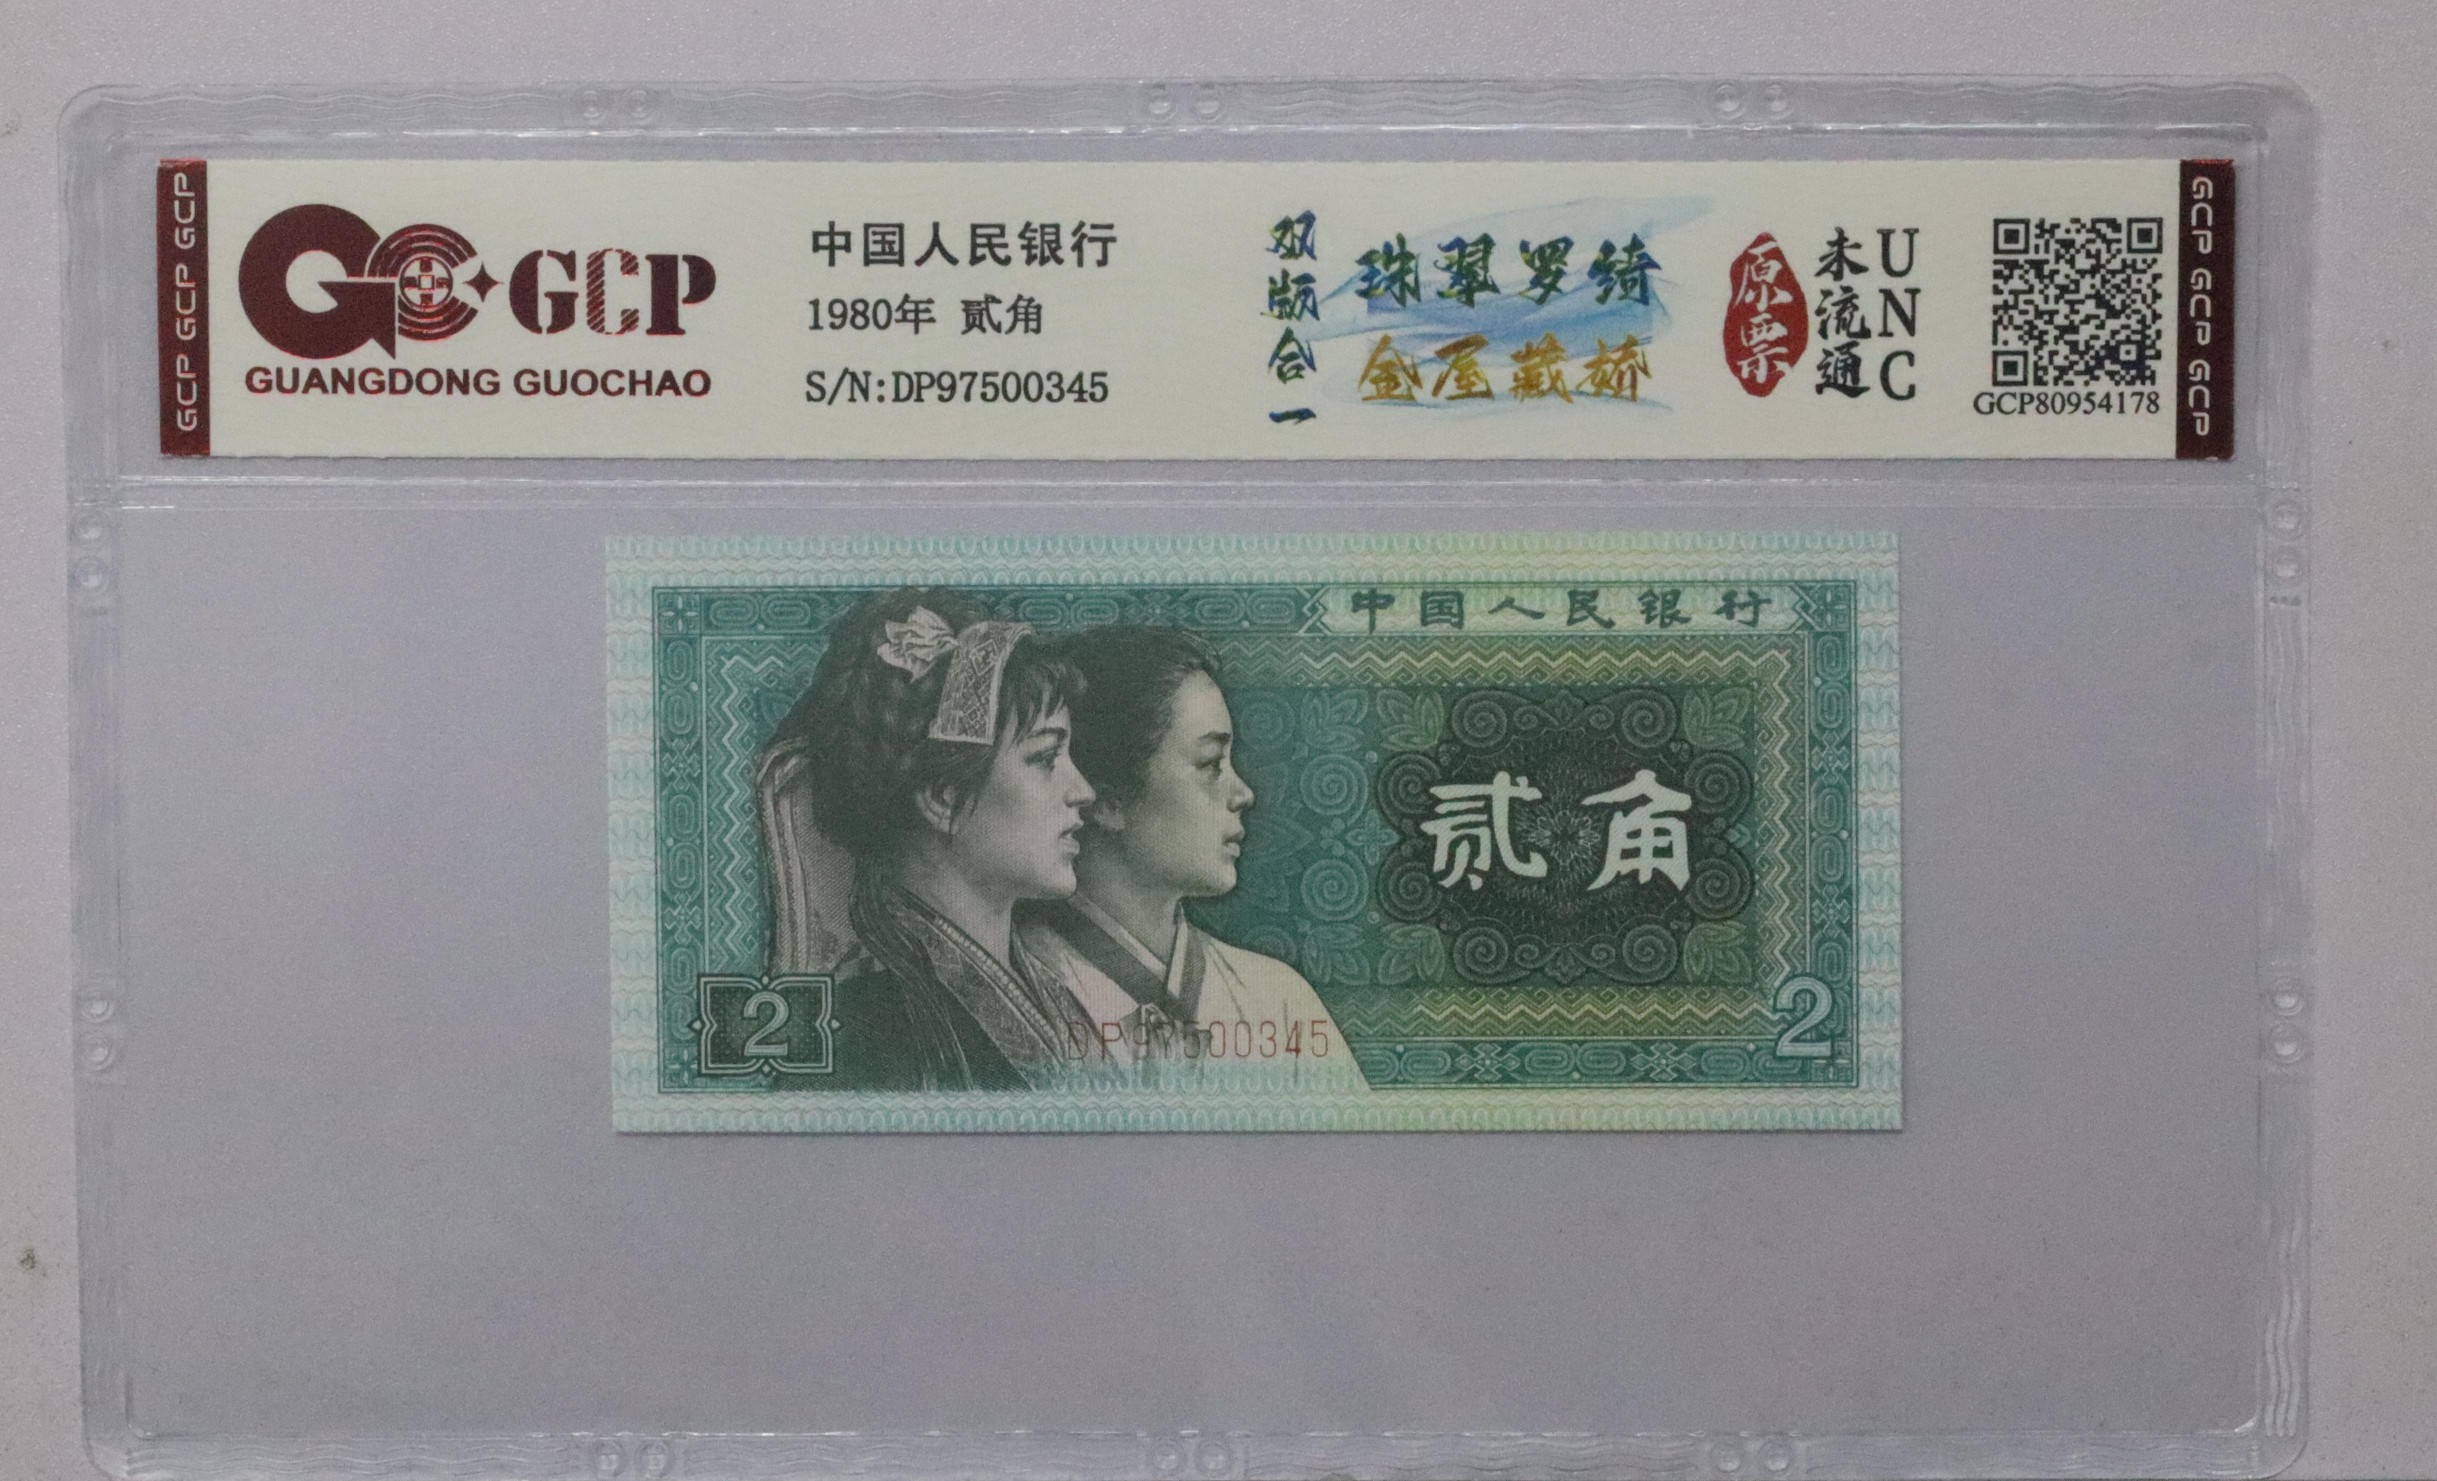 GCP GCP GCP
GCP
GUANGDONG GUOCHAO
中国人民银行
1980年 贰角
S/N:DP97500345
双版合一
珠翠罗绮
金屋藏娇
原票
未流通
UNC
GCP80954178
GCP GCP GCP
中国人民银行
贰角
2
DP97500345
2